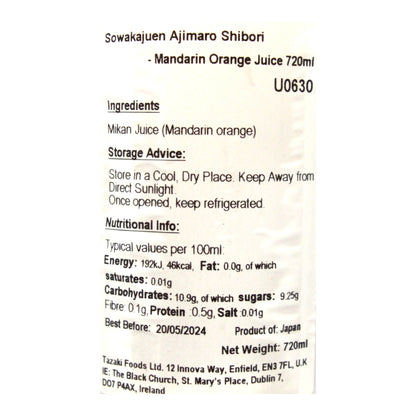 Sowakajuen Ajimaro Shibori
- Mandarin Orange Juice 720ml
U0630
Ingredients
Mikan Juice (Mandarin orange)
Storage Advice:
Store in a Cool, Dry Place. Keep Away from
Direct Sunlight.
Once opened, keep refrigerated.
Nutritional Info:
Typical values per 100ml:
Energy: 192kJ, 46kcal, Fat: 0.0g, of which
saturates: 0.01g
Carbohydrates: 10.9g, of which sugars: 9.25g
Fibre: 0.1g, Protein :0.5g, Salt :0.01g
Best Before: 20/05/2024 Product of: Japan
Net Weight: 720ml
Tazaki Foods Ltd. 12 Innova Way, Enfield, EN3 7FL, U.K
IE: The Black Church, St. Mary's Place, Dublin 7,
DO7 P4AX, Ireland